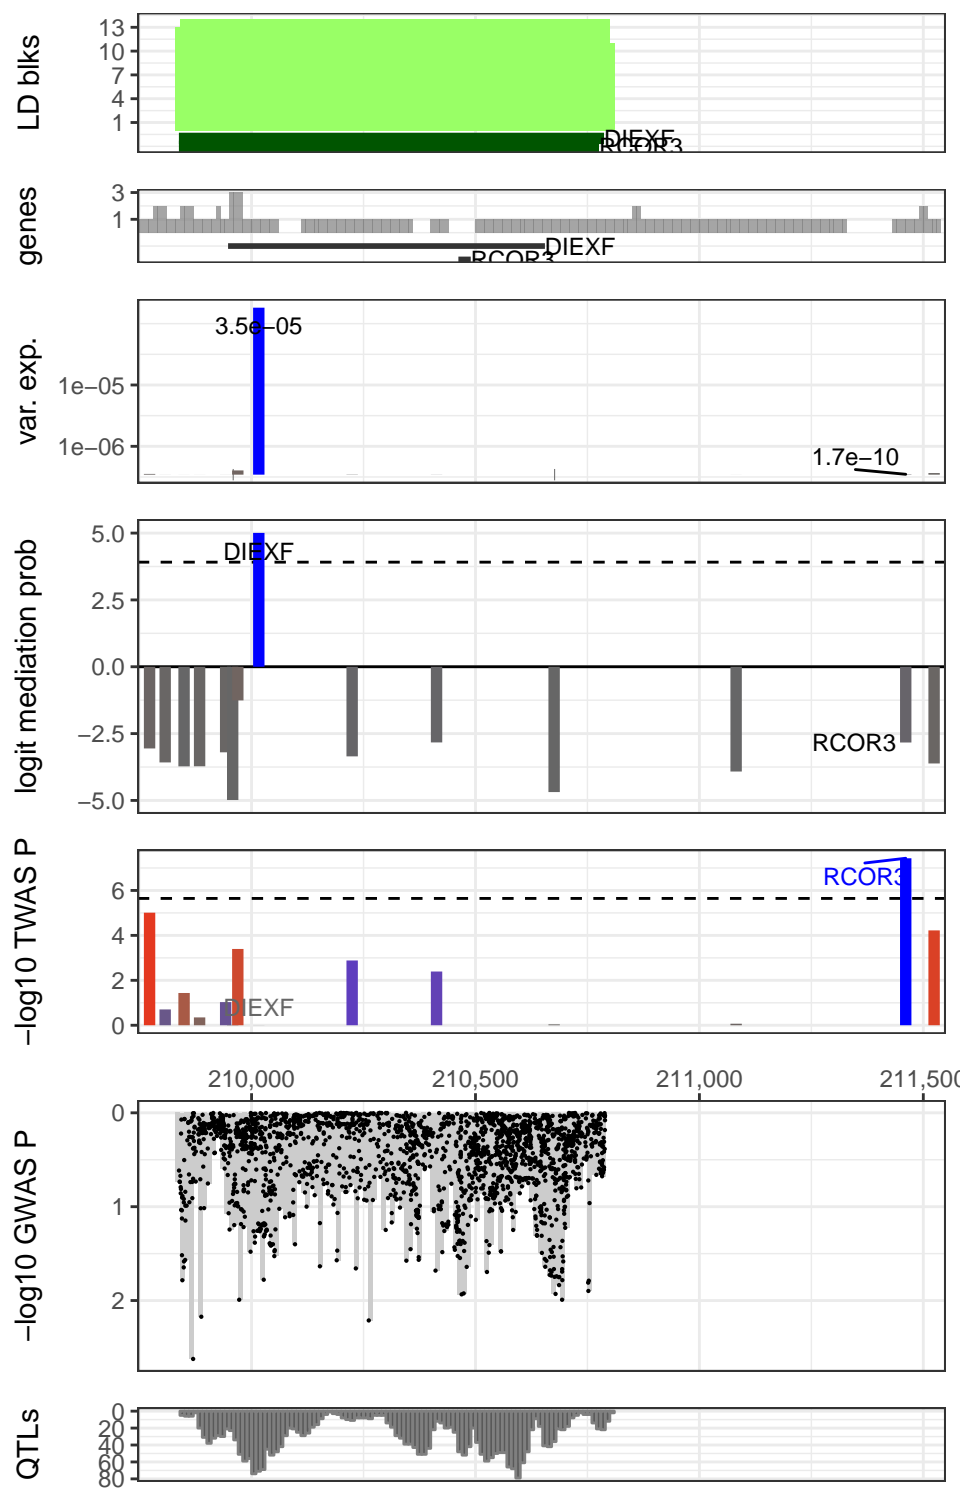 LD blks
13
10
7
4
1
DIEXF
RCOR3
genes
3
1
DIEXF
RCOR3
var. exp.
3.5e−05
1e−05
1e−06
1.7e−10
logit mediation prob
5.0
2.5
0.0
−2.5
−5.0
DIEXF
RCOR3
−log10 TWAS P
6
4
2
0
RCOR3
DIEXF
210,000
210,500
211,000
211,500
−log10 GWAS P
0
1
2
QTLs
0
20
40
60
80